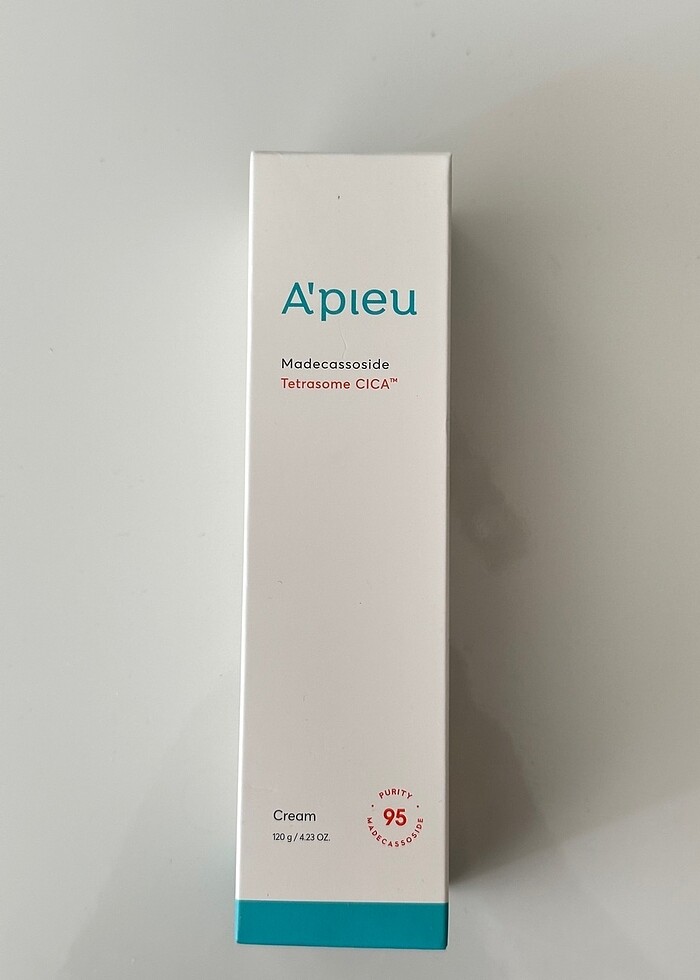 A'pieu
Madecassoside
Tetrasome CICA™
Cream
120 g / 4.23 OZ.
PURITY
95
MADECASSOSIDE